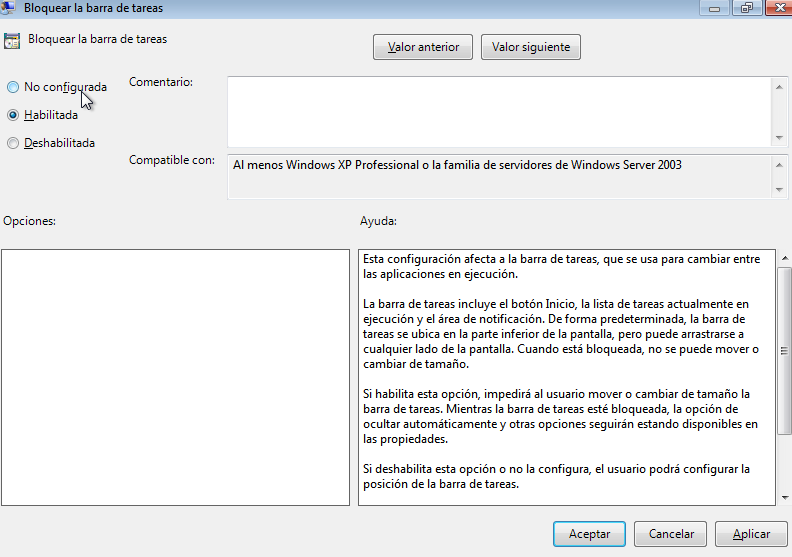 Bloquear la barra de tareas
Bloquear la barra de tareas
Valor anterior
Valor siguiente
No configurada
Habilitada
Deshabilitada
Comentario:
Compatible con:
Al menos Windows XP Professional o la familia de servidores de Windows Server 2003
Opciones:
Ayuda:
Esta configuración afecta a la barra de tareas, que se usa para cambiar entre
las aplicaciones en ejecución.
La barra de tareas incluye el botón Inicio, la lista de tareas actualmente en
ejecución y el área de notificación. De forma predeterminada, la barra de
tareas se ubica en la parte inferior de la pantalla, pero puede arrastrarse a
cualquier lado de la pantalla. Cuando está bloqueada, no se puede mover o
cambiar de tamaño.
Si habilita esta opción, impedirá al usuario mover o cambiar de tamaño la
barra de tareas. Mientras la barra de tareas esté bloqueada, la opción de
ocultar automáticamente y otras opciones seguirán estando disponibles en
las propiedades.
Si deshabilita esta opción o no la configura, el usuario podrá configurar la
posición de la barra de tareas.
Aceptar
Cancelar
Aplicar